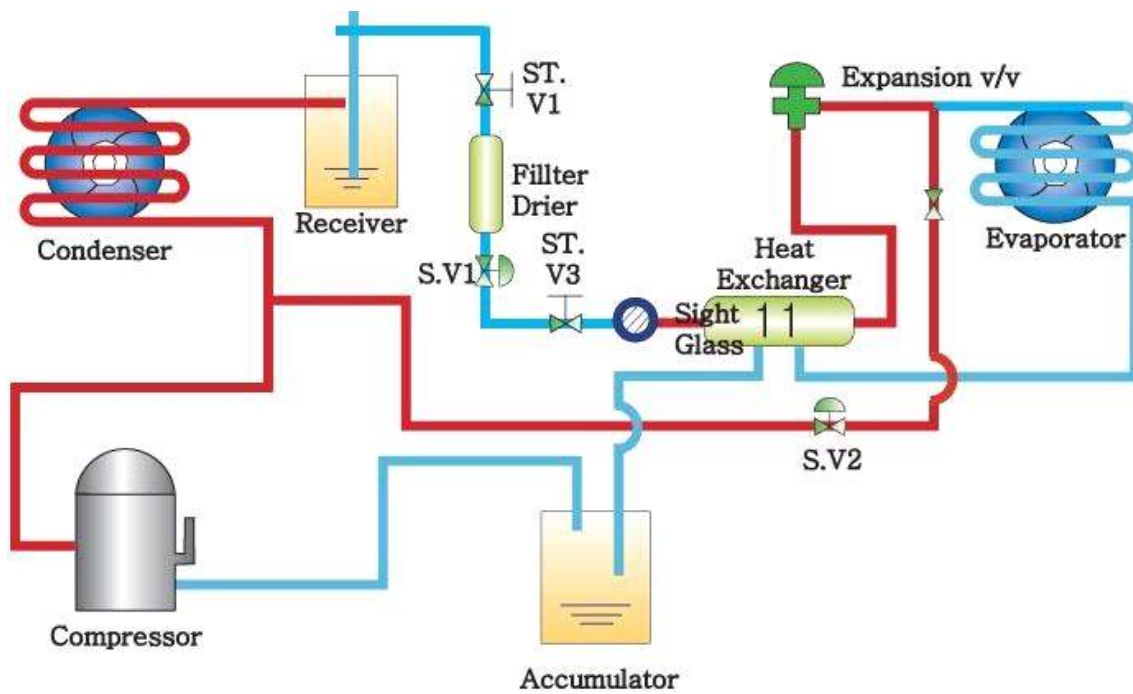 ST.
V1
Expansion v/v
Fillter
Drier
Receiver
Condenser
Evaporator
S.V1
ST.
V3
Heat
Exchanger
Sight
Glass
S.V2
Compressor
Accumulator